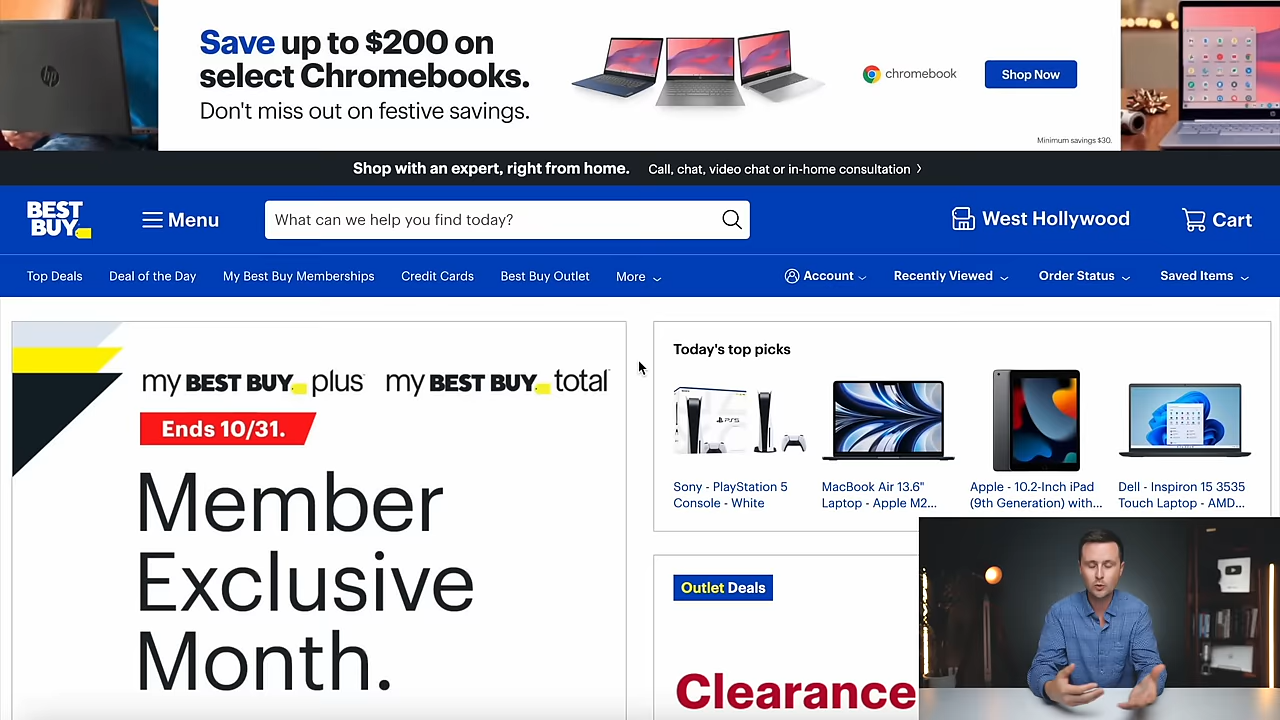 Save up to $200 on
select Chromebooks.
Don't miss out on festive savings.
chromebook
Shop Now
Minimum savings $30.
hp
Shop with an expert, right from home. Call, chat, video chat or in-home consultation
BEST
BUY
Menu
What can we help you find today?
West Hollywood
Cart
Top Deals
Deal of the Day
My Best Buy Memberships
Credit Cards
Best Buy Outlet
More
Account
Recently Viewed
Order Status
Saved Items
my BEST BUY plus my BEST BUY total
Ends 10/31.
Member
Exclusive
Month.
Today's top picks
PS5
Sony - PlayStation 5
Console - White
MacBook Air 13.6"
Laptop - Apple M2...
Apple - 10.2-Inch iPad
(9th Generation) with...
Dell - Inspiron 15 3535
Touch Laptop - AMD...
Outlet Deals
Clearance